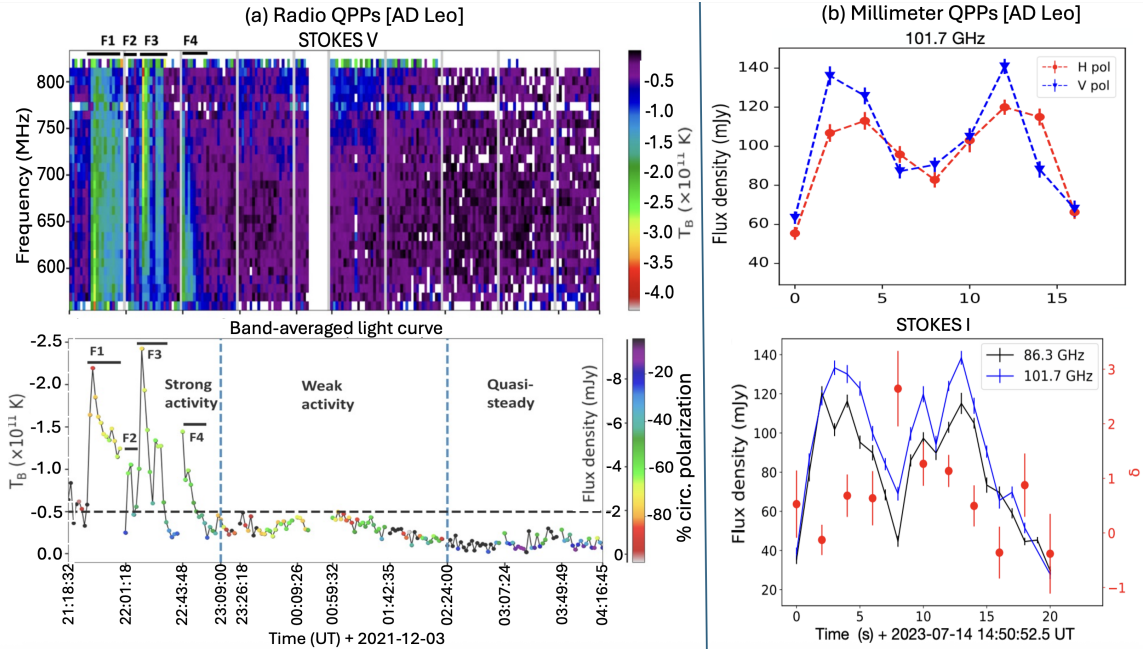 (a) Radio QPPs [AD Leo]
STOKES V
F1 F2 F3 F4
Frequency (MHz)
800
750
700
650
600
-0.5
-1.0
-1.5
-2.0
-2.5
-3.0
-3.5
-4.0
T_B (×10^11 K)
Band-averaged light curve
T_B (×10^11 K)
-2.5
-2.0
-1.5
-1.0
-0.5
0.0
F1
F2
F3
F4
Strong
activity
Weak
activity
Quasi-
steady
Flux density (mJy)
-8
-6
-4
-2
0
-20
-40
-60
-80
% circ. polarization
21:18:32
22:01:18
22:43:48
23:09:00
23:26:18
00:09:26
00:59:32
01:42:35
02:24:00
03:07:24
03:49:49
04:16:45
Time (UT) + 2021-12-03
(b) Millimeter QPPs [AD Leo]
101.7 GHz
Flux density (mJy)
140
120
100
80
60
40
H pol
V pol
0 5 10 15
STOKES I
Flux density (mJy)
140
120
100
80
60
40
20
86.3 GHz
101.7 GHz
3
2
1
0
−1
δ
0 5 10 15 20
Time (s) + 2023-07-14 14:50:52.5 UT